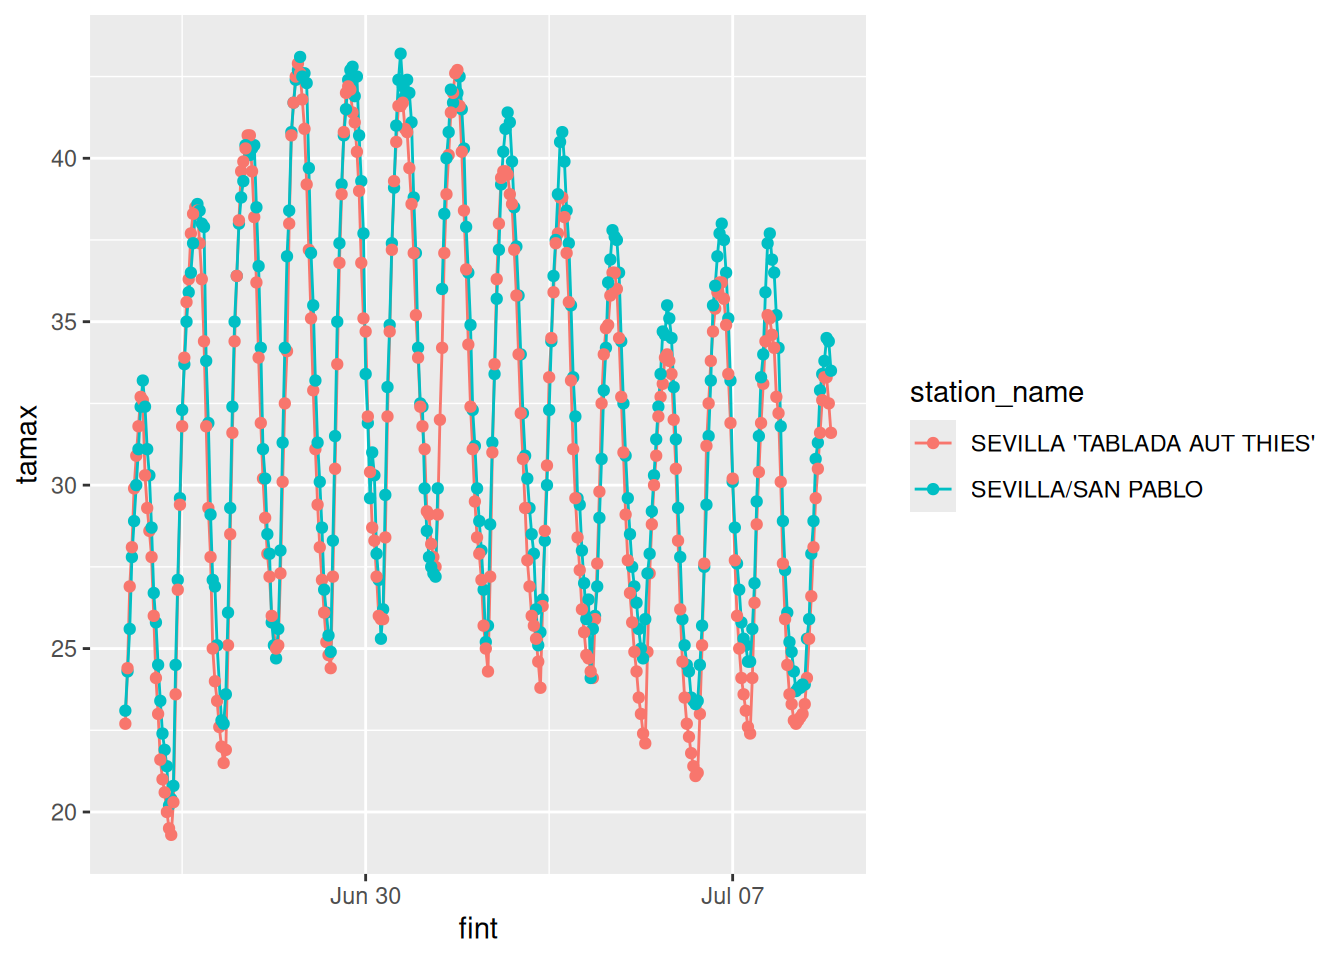 tamax
40
35
30
25
20
Jun 30
Jul 07
fint
station_name
SEVILLA 'TABLADA AUT THIES'
SEVILLA/SAN PABLO